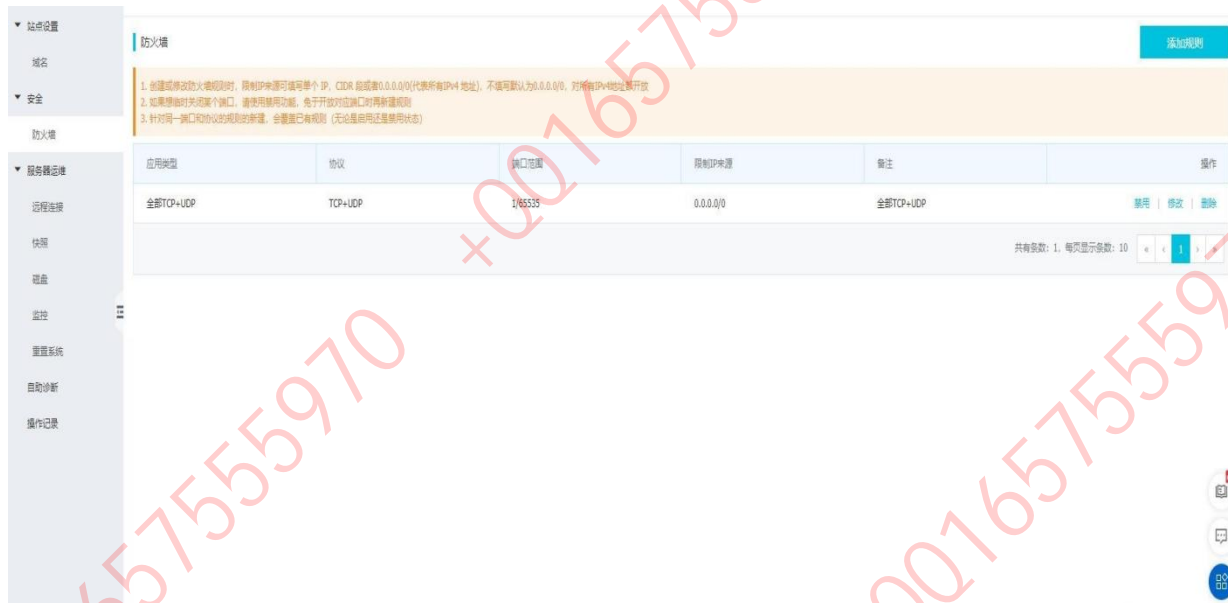 站点设置
域名
安全
防火墙
服务器运维
远程连接
快照
磁盘
监控
重置系统
自助诊断
操作记录
防火墙
添加规则
1. 创建或修改防火墙规则时，限制IP来源可填写单个 IP，CIDR 段或者0.0.0.0/0(代表所有IPv4 地址)，不填写默认为0.0.0.0/0，对所有IPv4地址段开放
2. 如果想临时关闭某个端口，请使用禁用功能，免于开放对应端口时再新建规则
3. 针对同一端口和协议的规则的新建，会覆盖已有规则（无论是启用还是禁用状态）
应用类型 协议 端口范围 限制IP来源 备注 操作
全部TCP+UDP TCP+UDP 1/65535 0.0.0.0/0 全部TCP+UDP 禁用 | 修改 | 删除
共有条数：1，每页显示条数：10 « ‹ 1 › »